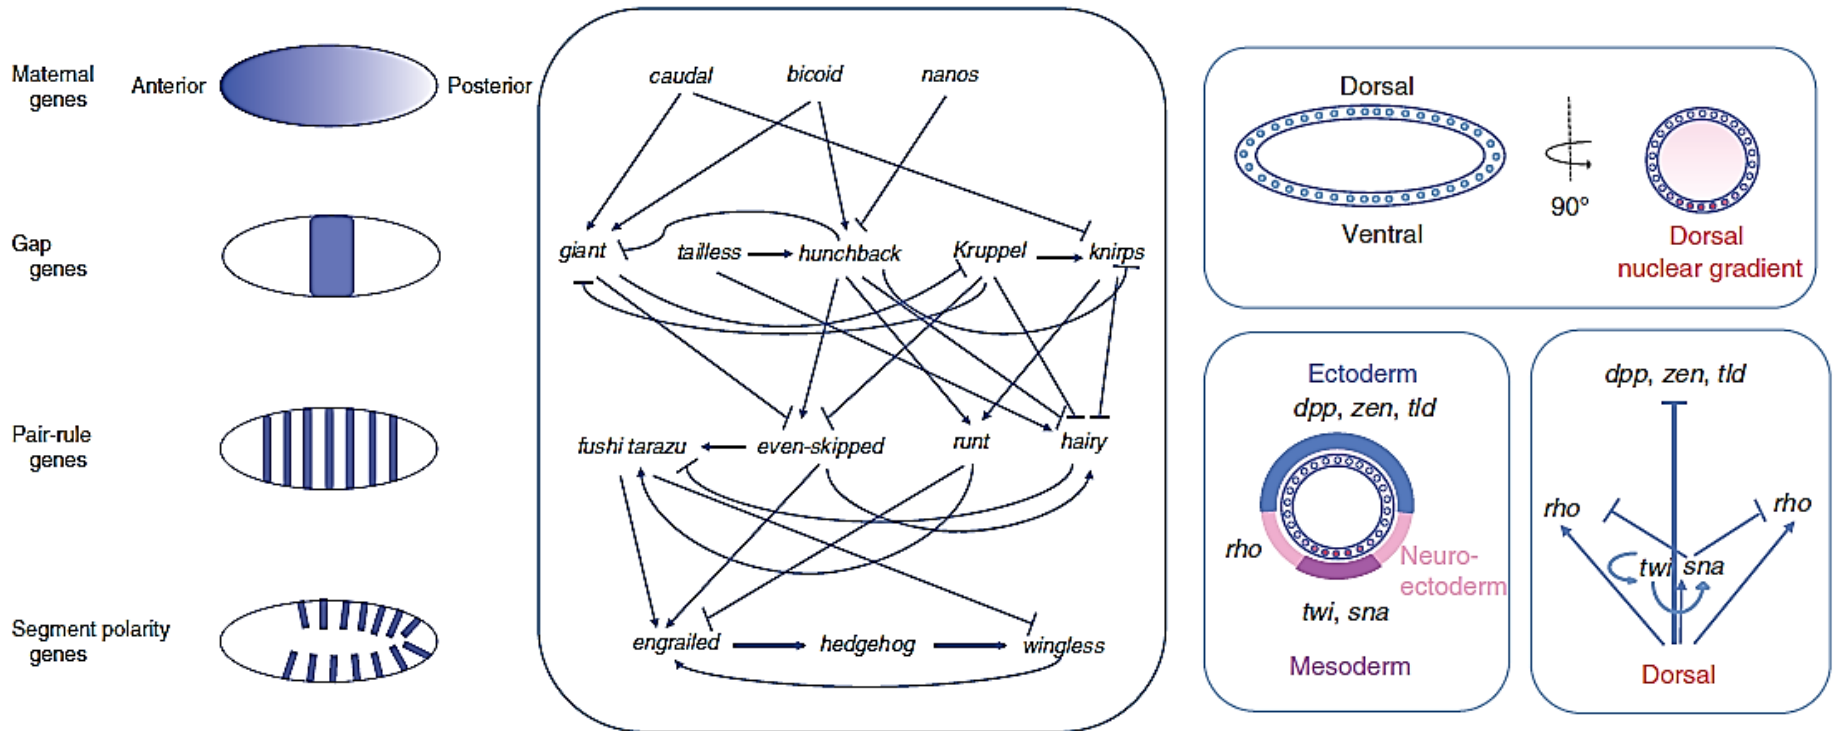 Maternal
genes
Anterior
Posterior
Gap
genes
Pair-rule
genes
Segment polarity
genes
caudal bicoid nanos
giant tailless hunchback Kruppel knirps
fushi tarazu even-skipped runt hairy
engrailed hedgehog wingless
Dorsal
Ventral
90°
Dorsal
nuclear gradient
Ectoderm
dpp, zen, tld
rho
Neuro-
ectoderm
twi, sna
Mesoderm
dpp, zen, tld
rho rho
twi sna
Dorsal